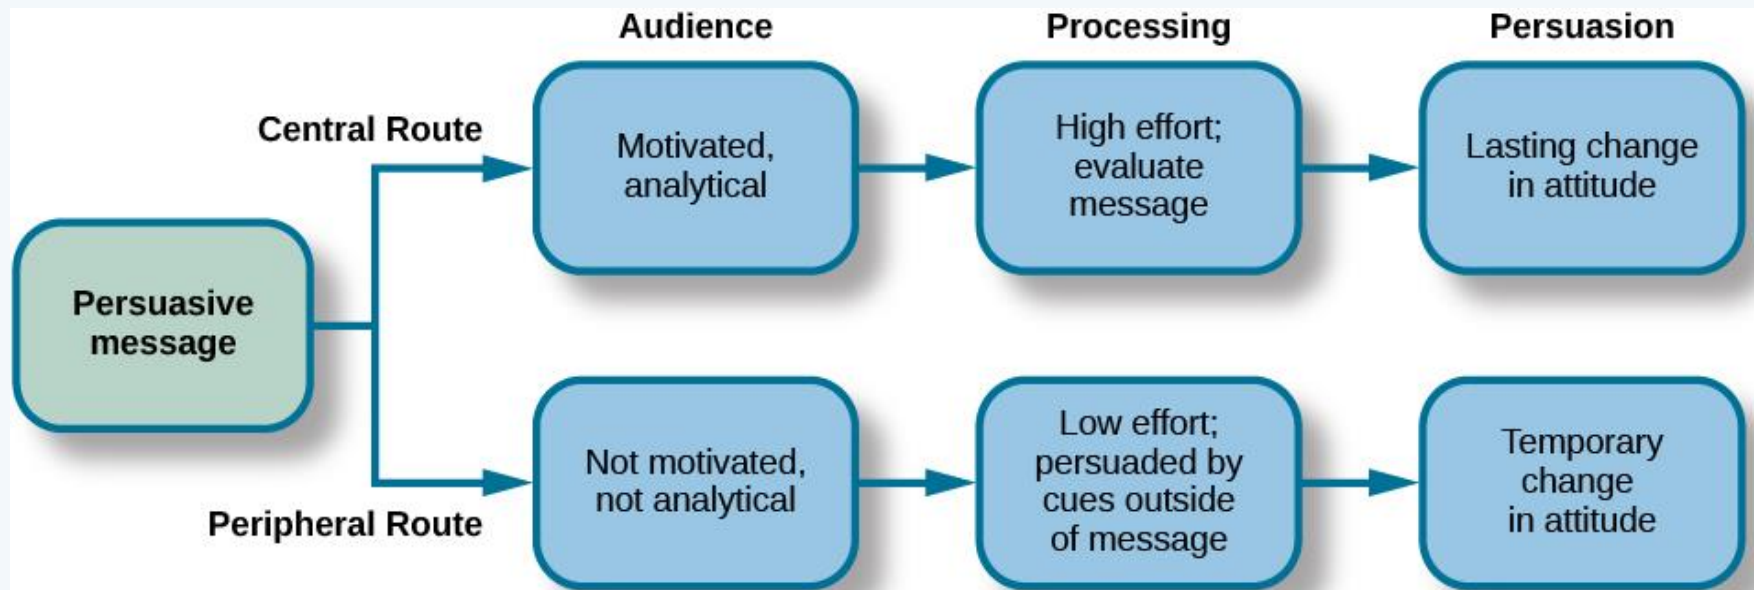 Audience
Processing
Persuasion
Central Route
Motivated,
analytical
High effort;
evaluate
message
Lasting change
in attitude
Persuasive
message
Peripheral Route
Not motivated,
not analytical
Low effort;
persuaded by
cues outside
of message
Temporary
change
in attitude